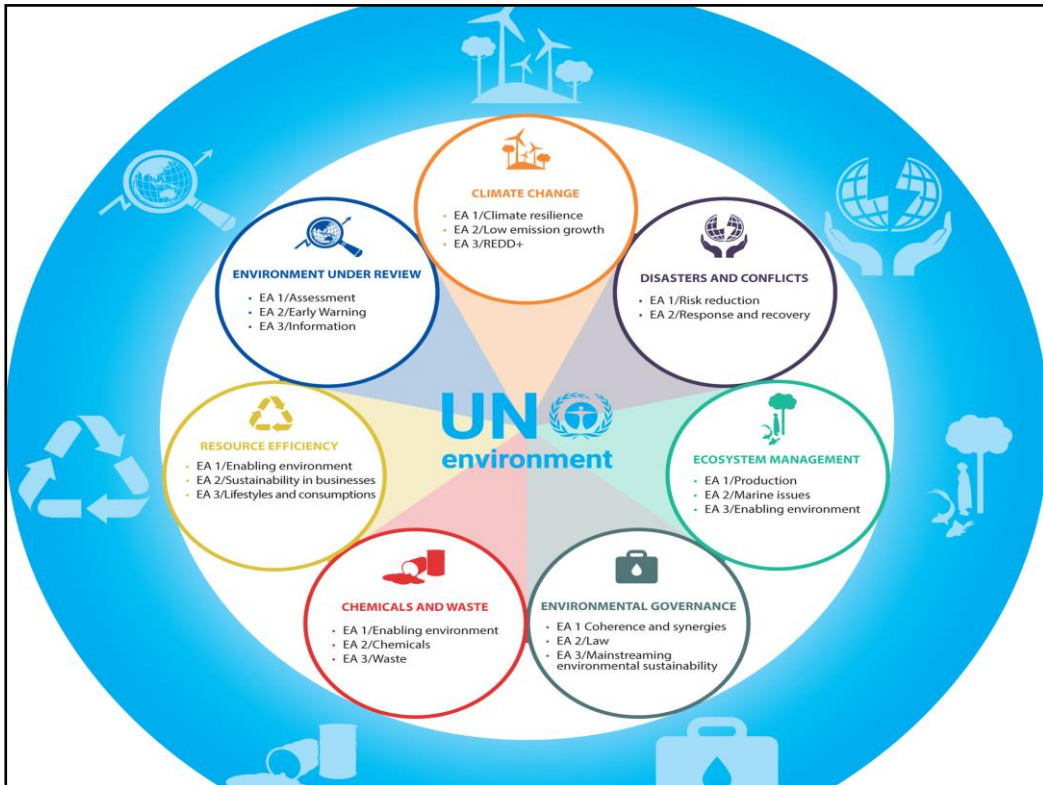 CLIMATE CHANGE
• EA 1/Climate resilience
• EA 2/Low emission growth
• EA 3/REDD+
ENVIRONMENT UNDER REVIEW
• EA 1/Assessment
• EA 2/Early Warning
• EA 3/Information
DISASTERS AND CONFLICTS
• EA 1/Risk reduction
• EA 2/Response and recovery
UN
environment
RESOURCE EFFICIENCY
• EA 1/Enabling environment
• EA 2/Sustainability in businesses
• EA 3/Lifestyles and consumptions
ECOSYSTEM MANAGEMENT
• EA 1/Production
• EA 2/Marine issues
• EA 3/Enabling environment
CHEMICALS AND WASTE
• EA 1/Enabling environment
• EA 2/Chemicals
• EA 3/Waste
ENVIRONMENTAL GOVERNANCE
• EA 1 Coherence and synergies
• EA 2/Law
• EA 3/Mainstreaming
environmental sustainability